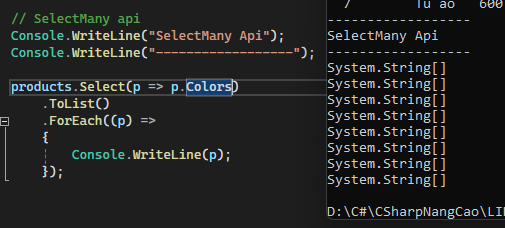 // SelectMany api
Console.WriteLine("SelectMany Api");
Console.WriteLine("------------------");
products.Select(p => p.Colors)
.ToList()
.ForEach((p) =>
{
Console.WriteLine(p);
});
7 Tu ao 600
------------------
SelectMany Api
------------------
System.String[]
System.String[]
System.String[]
System.String[]
System.String[]
System.String[]
System.String[]
System.String[]
D:\C#\CSharpNangCao\LI